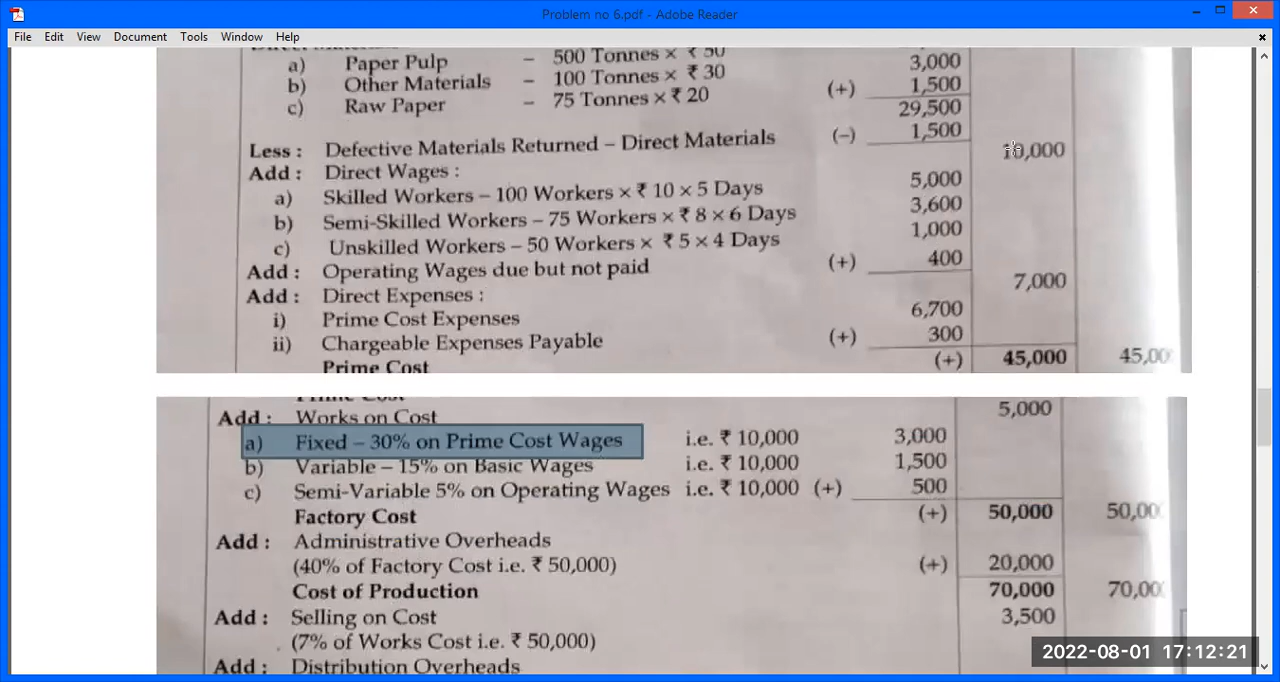 Problem no 6.pdf - Adobe Reader
File Edit View Document Tools Window Help
a) Paper Pulp – 500 Tonnes × ₹ 50
b) Other Materials – 100 Tonnes × ₹ 30 3,000
c) Raw Paper – 75 Tonnes × ₹ 20 (+) 1,500
29,500
Less : Defective Materials Returned – Direct Materials (–) 1,500
Add : Direct Wages : 10,000
a) Skilled Workers – 100 Workers × ₹ 10 × 5 Days 5,000
b) Semi-Skilled Workers – 75 Workers × ₹ 8 × 6 Days 3,600
c) Unskilled Workers – 50 Workers × ₹ 5 × 4 Days 1,000
Add : Operating Wages due but not paid (+) 400
Add : Direct Expenses : 7,000
i) Prime Cost Expenses 6,700
ii) Chargeable Expenses Payable (+) 300
Prime Cost (+) 45,000 45,00
Add : Works on Cost 5,000
a) Fixed – 30% on Prime Cost Wages i.e. ₹ 10,000 3,000
b) Variable – 15% on Basic Wages i.e. ₹ 10,000 1,500
c) Semi-Variable 5% on Operating Wages i.e. ₹ 10,000 (+) 500
Factory Cost (+) 50,000 50,00
Add : Administrative Overheads
(40% of Factory Cost i.e. ₹ 50,000) (+) 20,000
Cost of Production 70,000 70,00
Add : Selling on Cost 3,500
(7% of Works Cost i.e. ₹ 50,000)
Add : Distribution Overheads
2022-08-01 17:12:21